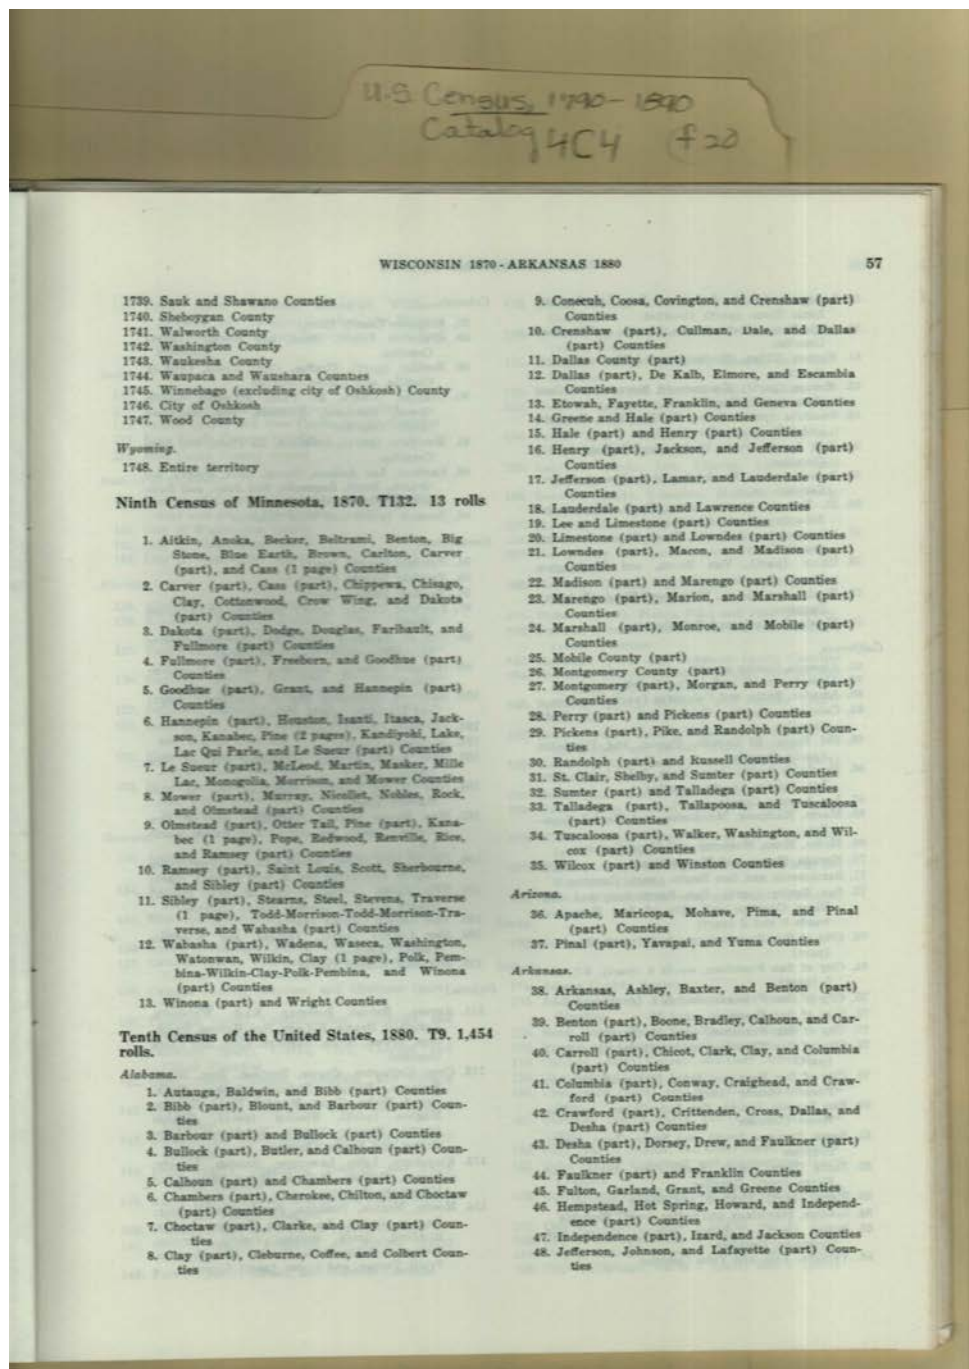 U.S. Census, 1790-1890
Catalog 4C4 (f20
WISCONSIN 1870-ARKANSAS 1880
57
1739. Sauk and Shawano Counties
1740. Sheboygan County
1741. Walworth County
1742. Washington County
1743. Waukesha County
1744. Waupaca and Waushara Counties
1745. Winnebago (excluding city of Oshkosh) County
1746. City of Oshkosh
1747. Wood County
Wyoming.
1748. Entire territory
Ninth Census of Minnesota, 1870. T132. 13 rolls
1. Aitkin, Anoka, Becker, Beltrami, Benton, Big
Stone, Blue Earth, Brown, Carlton, Carver
(part), and Cass (1 page) Counties
2. Carver (part), Cass (part), Chippewa, Chisago,
Clay, Cottonwood, Crow Wing, and Dakota
(part) Counties
3. Dakota (part), Dodge, Douglas, Faribault, and
Fullmore (part) Counties
4. Fullmore (part), Freeborn, and Goodhue (part)
Counties
5. Goodhue (part), Grant, and Hannepin (part)
Counties
6. Hannepin (part), Houston, Isanti, Itasca, Jack-
son, Kanabec, Pine (2 pages), Kandiyohi, Lake,
Lac Qui Parle, and Le Sueur (part) Counties
7. Le Sueur (part), McLeod, Martin, Masker, Mille
Lac, Monogolia, Morrison, and Mower Counties
8. Mower (part), Murray, Nicollet, Nobles, Rock,
and Olmstead (part) Counties
9. Olmstead (part), Otter Tail, Pine (part), Kana-
bec (1 page), Pope, Redwood, Renville, Rice,
and Ramsey (part) Counties
10. Ramsey (part), Saint Louis, Scott, Sherbourne,
and Sibley (part) Counties
11. Sibley (part), Stearns, Steel, Stevens, Traverse
(1 page), Todd-Morrison-Todd-Morrison-Tra-
verse, and Wabasha (part) Counties
12. Wabasha (part), Wadena, Waseca, Washington,
Watonwan, Wilkin, Clay (1 page), Polk, Pem-
bina-Wilkin-Clay-Polk-Pembina, and Winona
(part) Counties
13. Winona (part) and Wright Counties
Tenth Census of the United States, 1880. T9. 1,454
rolls.
Alabama.
1. Autauga, Baldwin, and Bibb (part) Counties
2. Bibb (part), Blount, and Barbour (part) Coun-
ties
3. Barbour (part) and Bullock (part) Counties
4. Bullock (part), Butler, and Calhoun (part) Coun-
ties
5. Calhoun (part) and Chambers (part) Counties
6. Chambers (part), Cherokee, Chilton, and Choctaw
(part) Counties
7. Choctaw (part), Clarke, and Clay (part) Coun-
ties
8. Clay (part), Cleburne, Coffee, and Colbert Coun-
ties
9. Conecuh, Coosa, Covington, and Crenshaw (part)
Counties
10. Crenshaw (part), Cullman, Dale, and Dallas
(part) Counties
11. Dallas County (part)
12. Dallas (part), De Kalb, Elmore, and Escambia
Counties
13. Etowah, Fayette, Franklin, and Geneva Counties
14. Greene and Hale (part) Counties
15. Hale (part) and Henry (part) Counties
16. Henry (part), Jackson, and Jefferson (part)
Counties
17. Jefferson (part), Lamar, and Lauderdale (part)
Counties
18. Lauderdale (part) and Lawrence Counties
19. Lee and Limestone (part) Counties
20. Limestone (part) and Lowndes (part) Counties
21. Lowndes (part), Macon, and Madison (part)
Counties
22. Madison (part) and Marengo (part) Counties
23. Marengo (part), Marion, and Marshall (part)
Counties
24. Marshall (part), Monroe, and Mobile (part)
Counties
25. Mobile County (part)
26. Montgomery County (part)
27. Montgomery (part), Morgan, and Perry (part)
Counties
28. Perry (part) and Pickens (part) Counties
29. Pickens (part), Pike, and Randolph (part) Coun-
ties
30. Randolph (part) and Russell Counties
31. St. Clair, Shelby, and Sumter (part) Counties
32. Sumter (part) and Talladega (part) Counties
33. Talladega (part), Tallapoosa, and Tuscaloosa
(part) Counties
34. Tuscaloosa (part), Walker, Washington, and Wil-
cox (part) Counties
35. Wilcox (part) and Winston Counties
Arizona.
36. Apache, Maricopa, Mohave, Pima, and Pinal
(part) Counties
37. Pinal (part), Yavapai, and Yuma Counties
Arkansas.
38. Arkansas, Ashley, Baxter, and Benton (part)
Counties
39. Benton (part), Boone, Bradley, Calhoun, and Car-
roll (part) Counties
40. Carroll (part), Chicot, Clark, Clay, and Columbia
(part) Counties
41. Columbia (part), Conway, Craighead, and Craw-
ford (part) Counties
42. Crawford (part), Crittenden, Cross, Dallas, and
Desha (part) Counties
43. Desha (part), Dorsey, Drew, and Faulkner (part)
Counties
44. Faulkner (part) and Franklin Counties
45. Fulton, Garland, Grant, and Greene Counties
46. Hempstead, Hot Spring, Howard, and Independ-
ence (part) Counties
47. Independence (part), Izard, and Jackson Counties
48. Jefferson, Johnson, and Lafayette (part) Coun-
ties